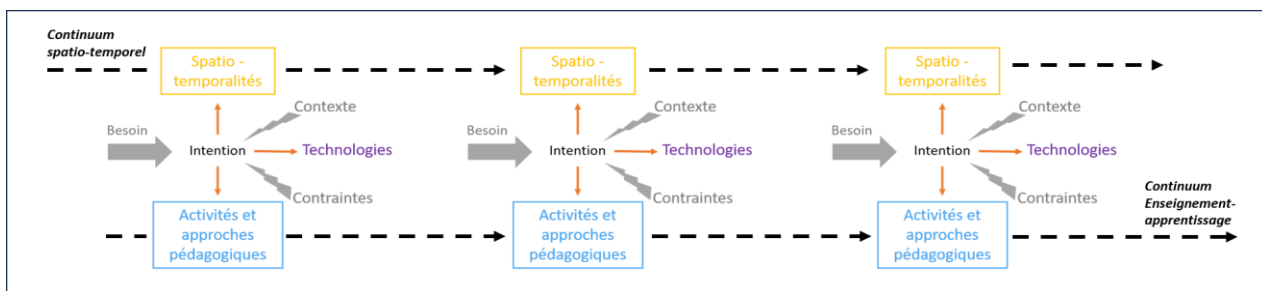 Continuum
spatio-temporel
Spatio -
temporalités
Spatio -
temporalités
Spatio -
temporalités
Contexte
Contexte
Contexte
Besoin
Besoin
Besoin
Intention
Technologies
Intention
Technologies
Intention
Technologies
Contraintes
Contraintes
Contraintes
Continuum
Enseignement-
apprentissage
Activités et
approches
pédagogiques
Activités et
approches
pédagogiques
Activités et
approches
pédagogiques